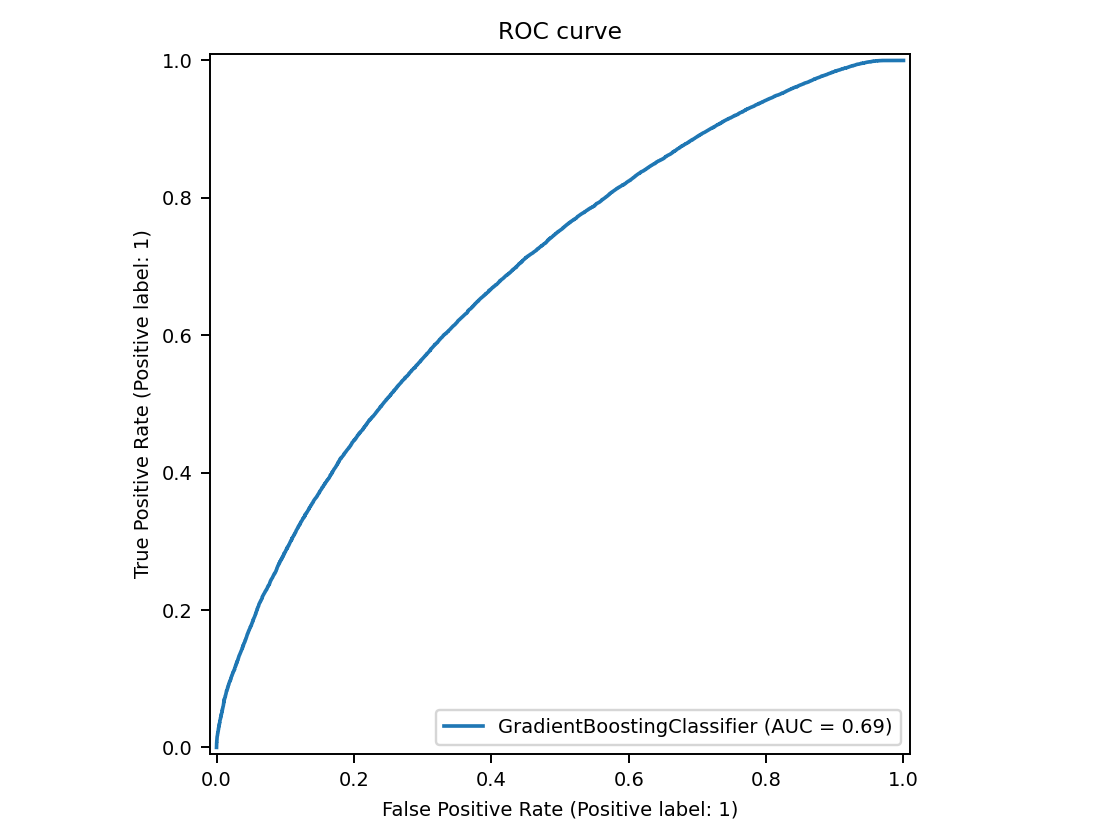 ROC curve
True Positive Rate (Positive label: 1)
1.0
0.8
0.6
0.4
0.2
0.0
GradientBoostingClassifier (AUC = 0.69)
0.0 0.2 0.4 0.6 0.8 1.0
False Positive Rate (Positive label: 1)